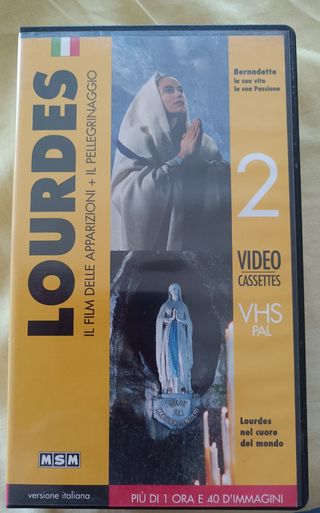 LOURDES
IL FILM DELLE APPARIZIONI + IL PELLEGRINAGGIO
Bernadette
la sua vita
la sua Passione
2
VIDEO
CASSETTES
VHS
PAL
Lourdes
nel cuore
del mondo
MSM
versione italiana
PIÙ DI 1 ORA E 40 D'IMMAGINI